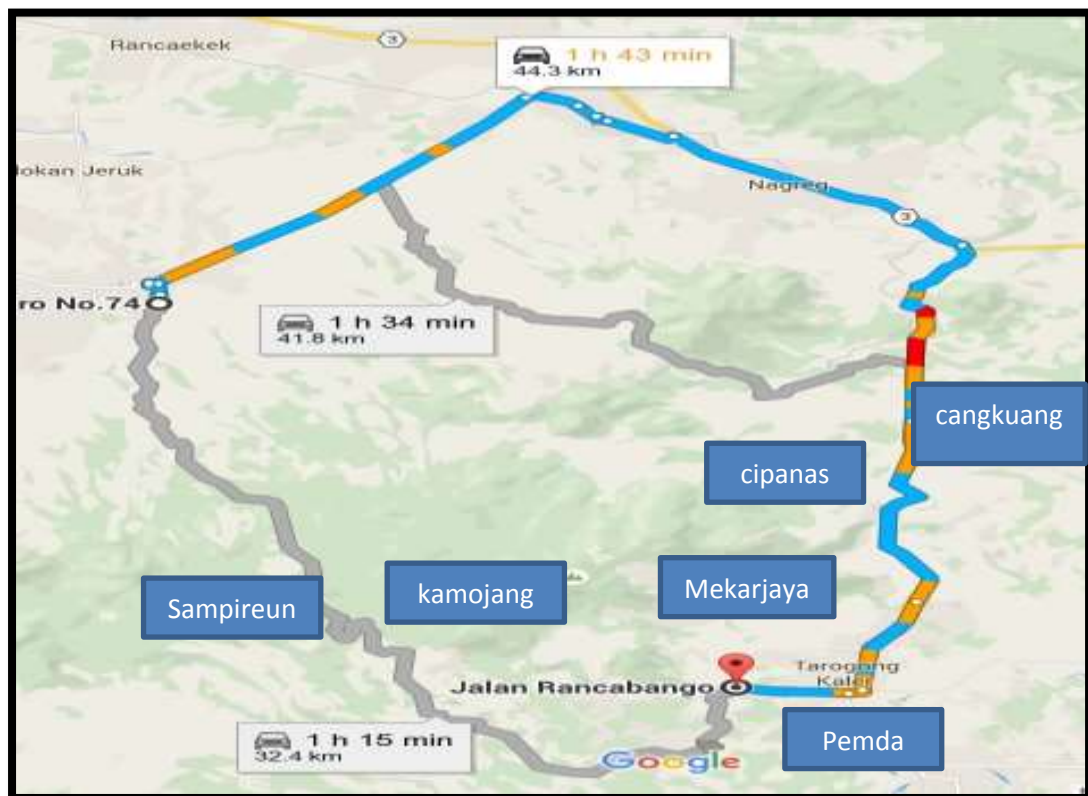 Rancaekek
3
1 h 43 min
44.3 km
lokan Jeruk
Nagreg
3
ro No.74
1 h 34 min
41.8 km
cangkuang
cipanas
Sampireun
kamojang
Mekarjaya
Jalan Rancabango
Tarogong
Kaler
1 h 15 min
32.4 km
Google
Pemda